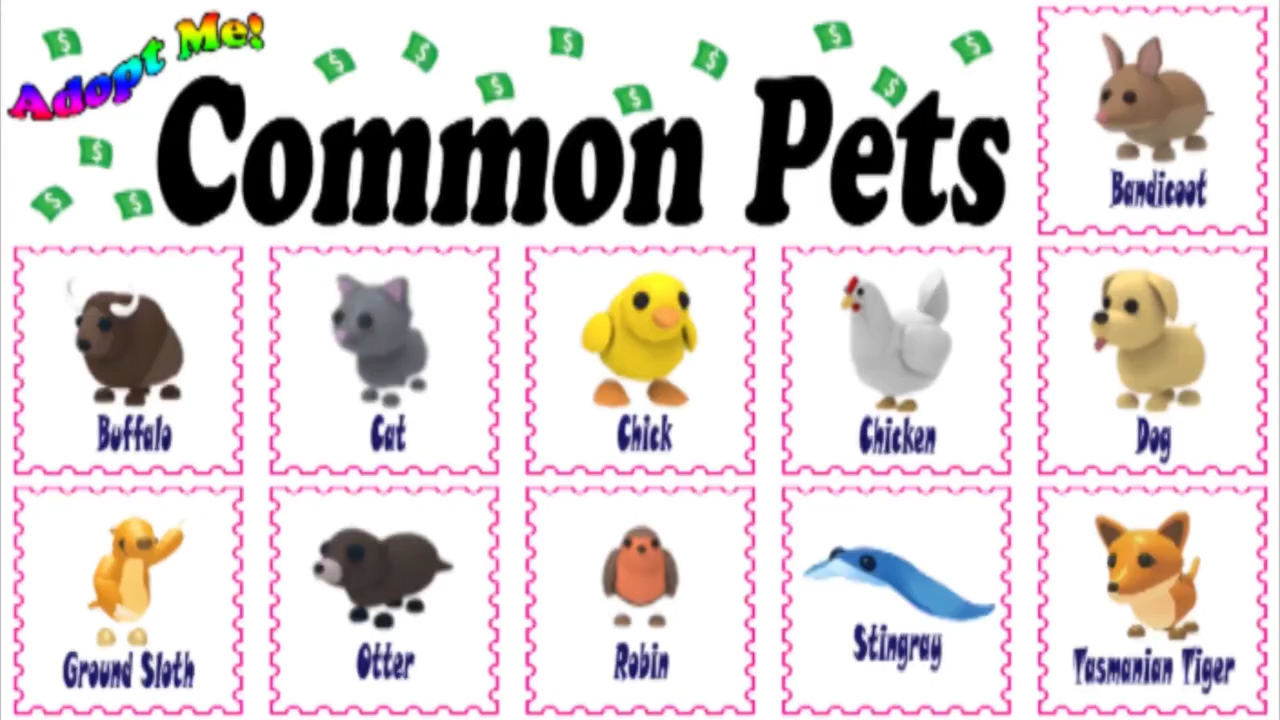 Adopt Me!
Common Pets
Bandicoot
Buffalo
Cat
Chick
Chicken
Dog
Ground Sloth
Otter
Robin
Stingray
Tasmanian Tiger